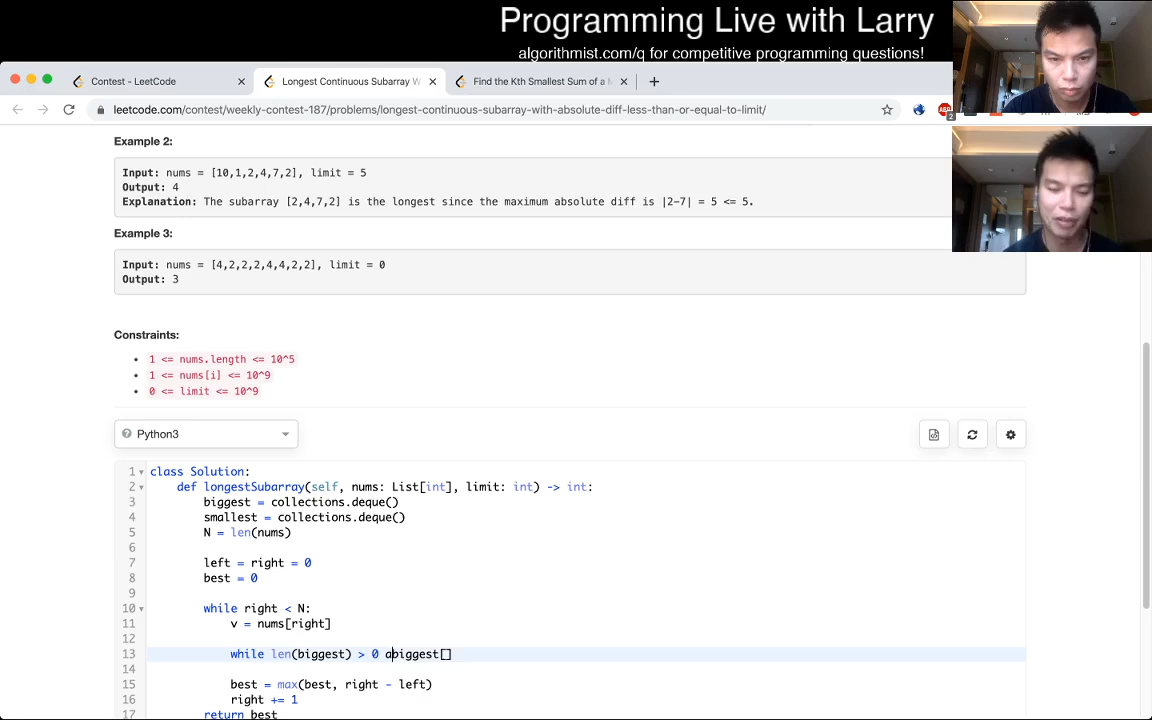 Programming Live with Larry
algorithmist.com/q for competitive programming questions!
Contest - LeetCode
Longest Continuous Subarray W
Find the Kth Smallest Sum of a
leetcode.com/contest/weekly-contest-187/problems/longest-continuous-subarray-with-absolute-diff-less-than-or-equal-to-limit/
Example 2:
Input: nums = [10,1,2,4,7,2], limit = 5
Output: 4
Explanation: The subarray [2,4,7,2] is the longest since the maximum absolute diff is |2-7| = 5 <= 5.
Example 3:
Input: nums = [4,2,2,2,4,4,2,2], limit = 0
Output: 3
Constraints:
1 <= nums.length <= 10^5
1 <= nums[i] <= 10^9
0 <= limit <= 10^9
Python3
1 class Solution:
2 def longestSubarray(self, nums: List[int], limit: int) -> int:
3 biggest = collections.deque()
4 smallest = collections.deque()
5 N = len(nums)
6
7 left = right = 0
8 best = 0
9
10 while right < N:
11 v = nums[right]
12
13 while len(biggest) > 0 abiggest[]
14
15 best = max(best, right - left)
16 right += 1
17 return best